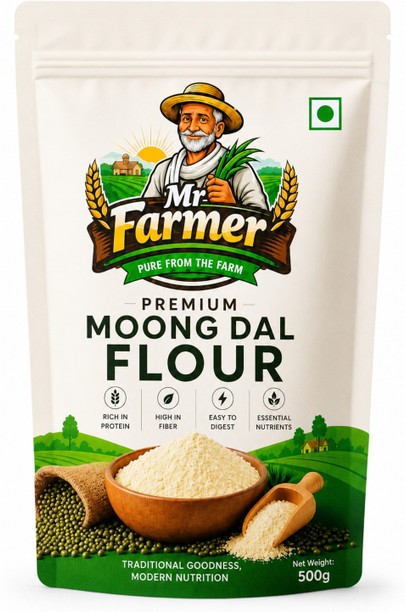 Mr.
Farmer
PURE FROM THE FARM
PREMIUM
MOONG DAL
FLOUR
RICH IN
PROTEIN
HIGH IN
FIBER
EASY TO
DIGEST
ESSENTIAL
NUTRIENTS
TRADITIONAL GOODNESS,
MODERN NUTRITION
Net Weight:
500g